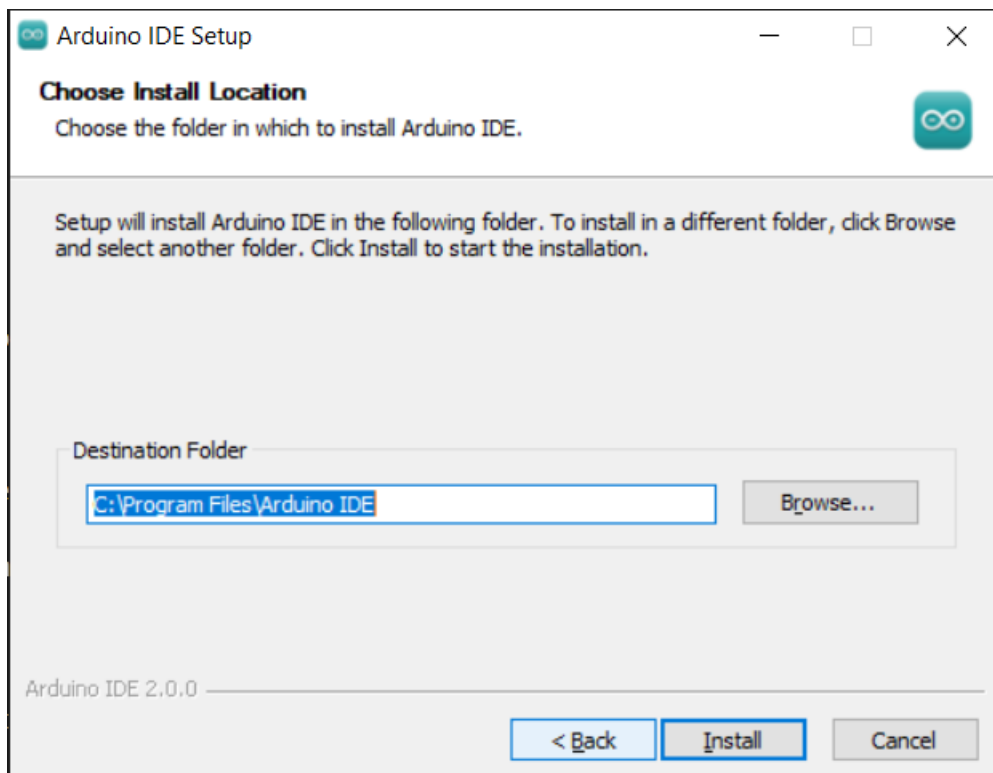 Arduino IDE Setup
Choose Install Location
Choose the folder in which to install Arduino IDE.
Setup will install Arduino IDE in the following folder. To install in a different folder, click Browse
and select another folder. Click Install to start the installation.
Destination Folder
C:\Program Files\Arduino IDE
Browse...
Arduino IDE 2.0.0
< Back
Install
Cancel